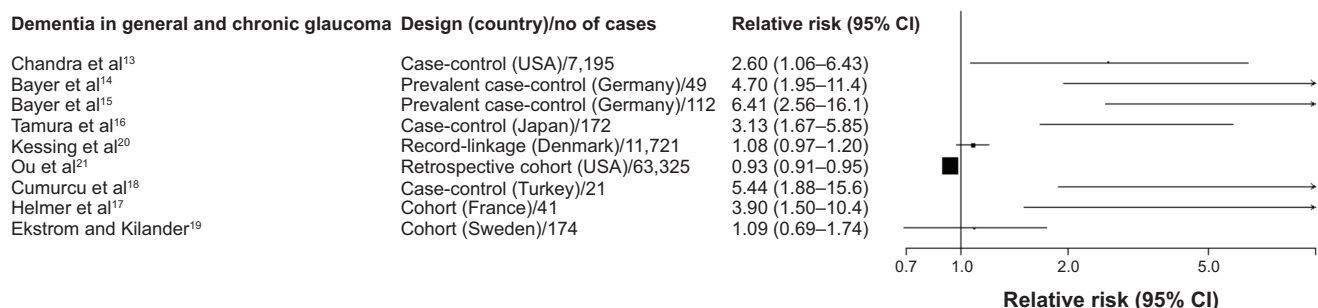 Dementia in general and chronic glaucoma Design (country)/no of cases Relative risk (95% CI)
Chandra et al¹³ Case-control (USA)/7,195 2.60 (1.06–6.43)
Bayer et al¹⁴ Prevalent case-control (Germany)/49 4.70 (1.95–11.4)
Bayer et al¹⁵ Prevalent case-control (Germany)/112 6.41 (2.56–16.1)
Tamura et al¹⁶ Case-control (Japan)/172 3.13 (1.67–5.85)
Kessing et al²⁰ Record-linkage (Denmark)/11,721 1.08 (0.97–1.20)
Ou et al²¹ Retrospective cohort (USA)/63,325 0.93 (0.91–0.95)
Cumurcu et al¹⁸ Case-control (Turkey)/21 5.44 (1.88–15.6)
Helmer et al¹⁷ Cohort (France)/41 3.90 (1.50–10.4)
Ekstrom and Kilander¹⁹ Cohort (Sweden)/174 1.09 (0.69–1.74)
0.7 1.0 2.0 5.0
Relative risk (95% CI)